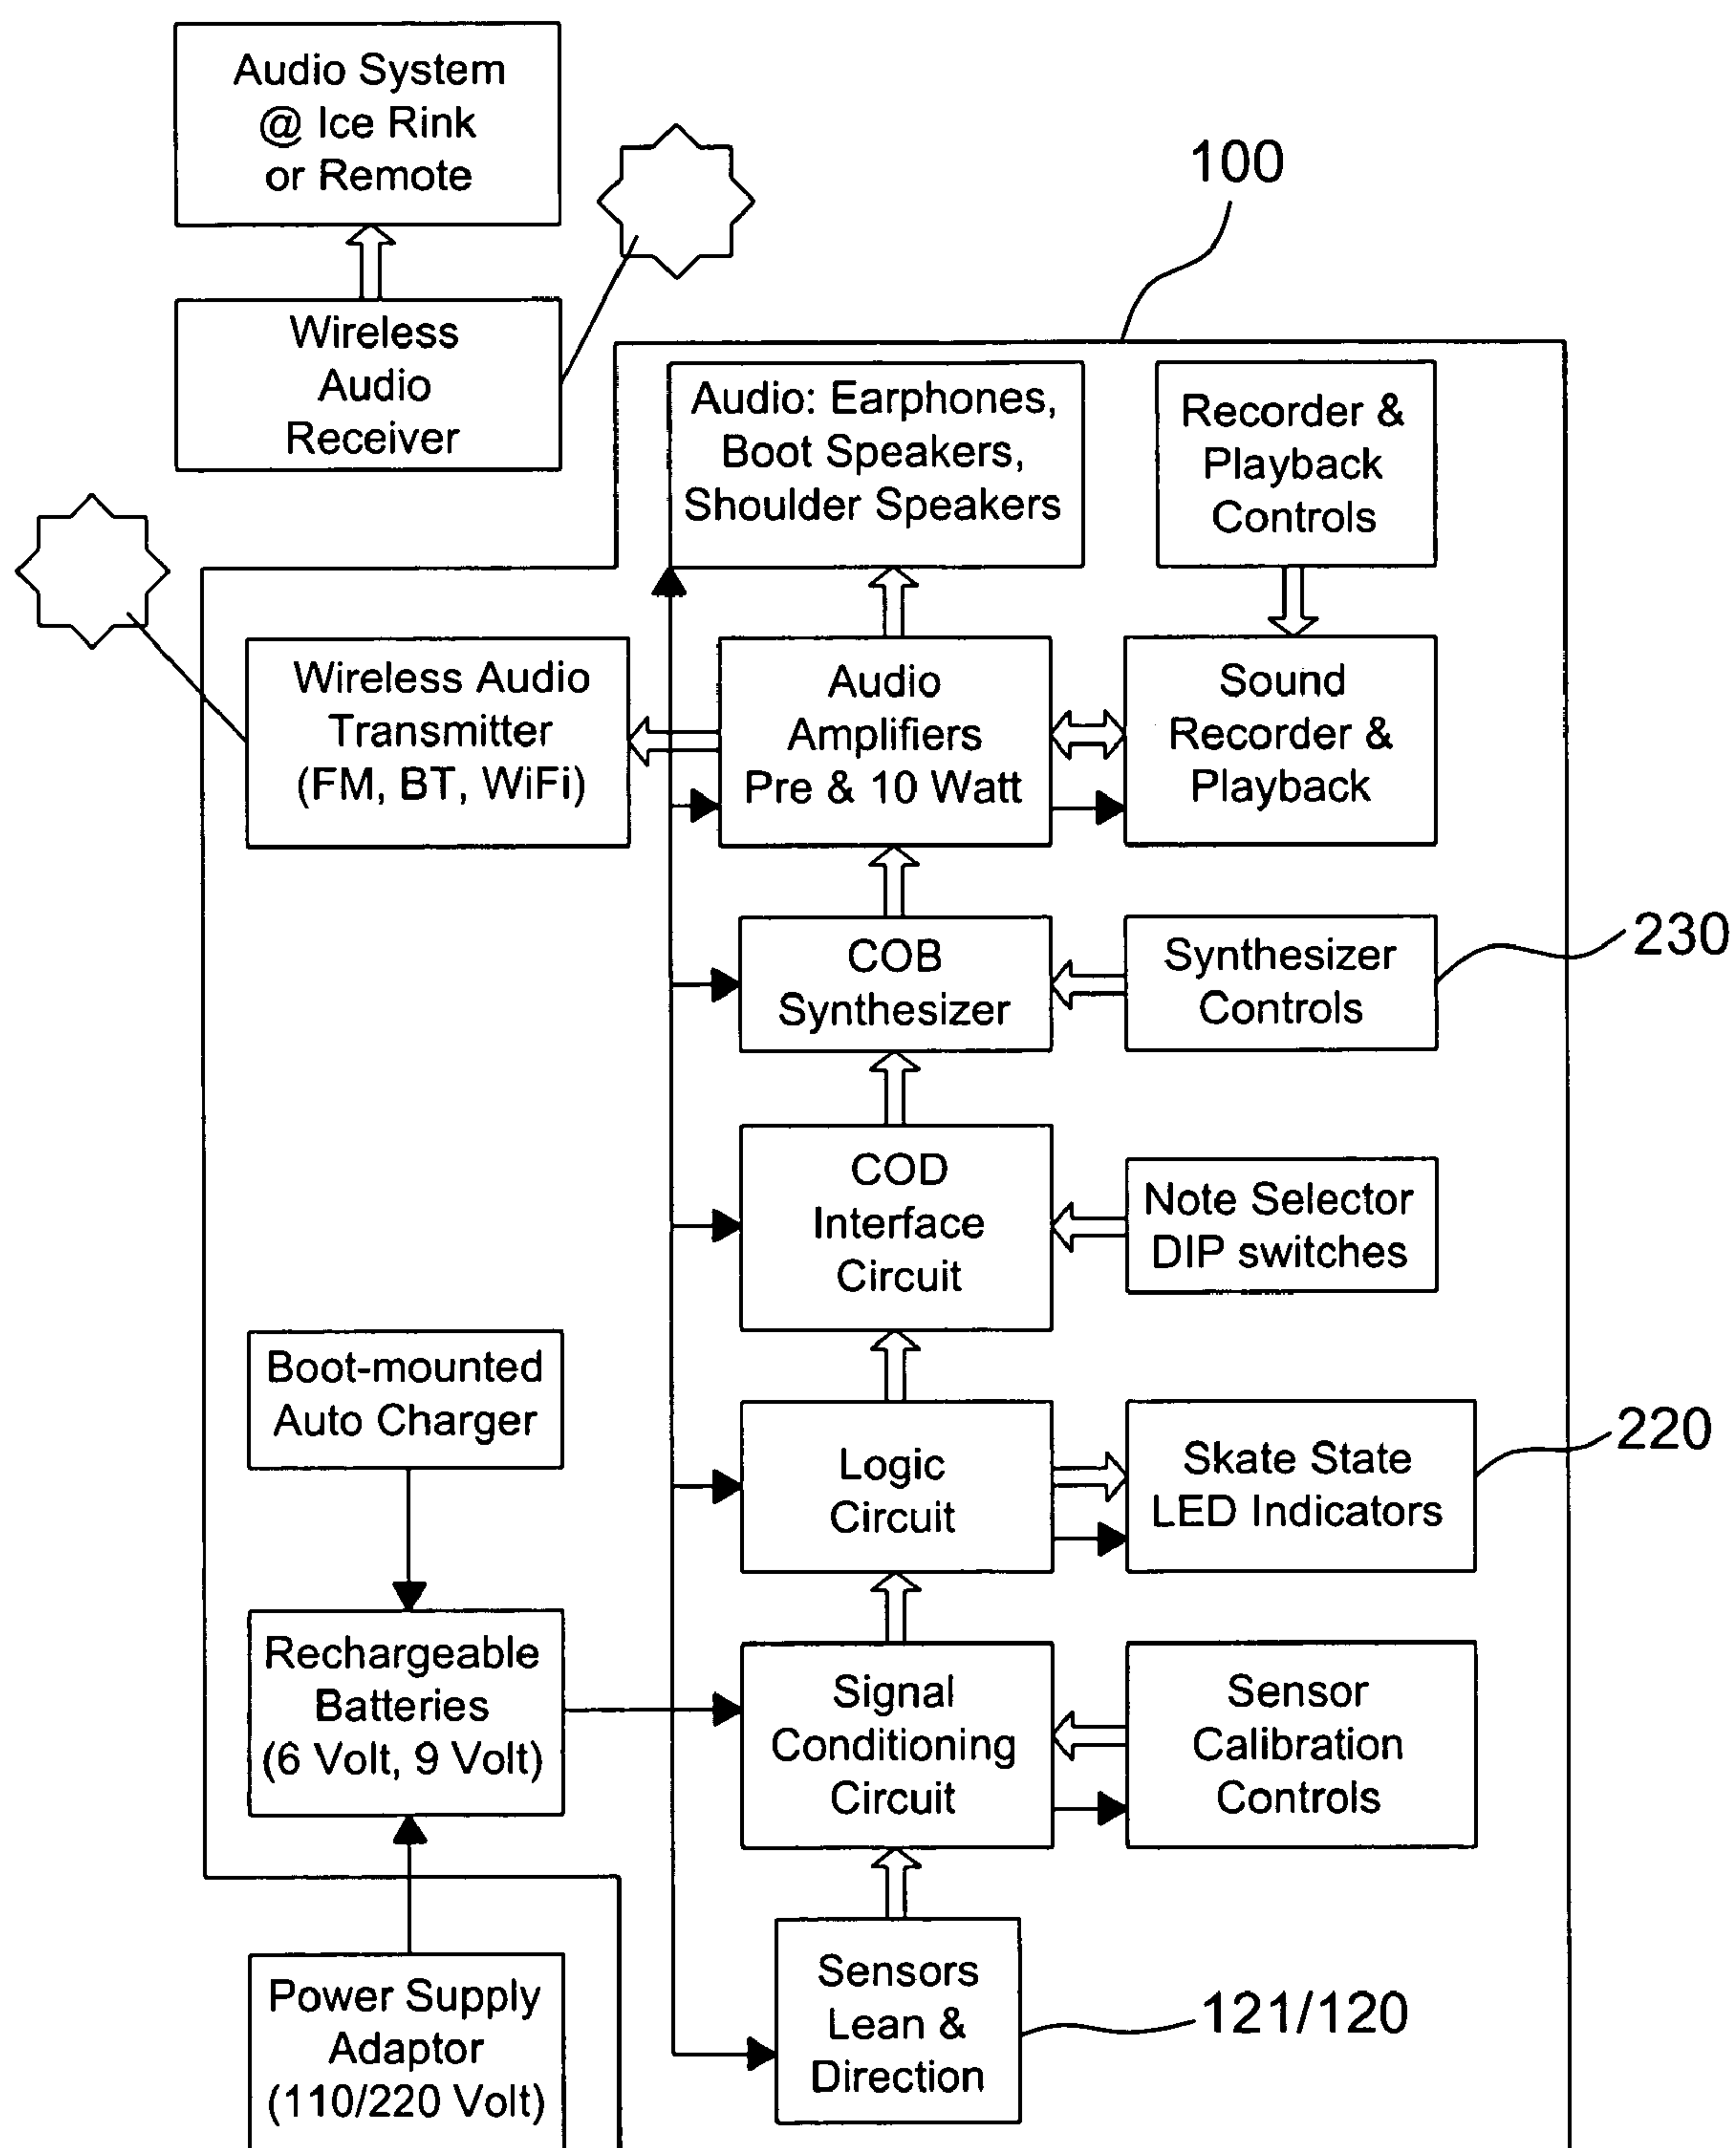 Audio System
@ Ice Rink
or Remote
100
Wireless
Audio
Receiver
Audio: Earphones,
Boot Speakers,
Shoulder Speakers
Recorder &
Playback
Controls
Wireless Audio
Transmitter
(FM, BT, WiFi)
Audio
Amplifiers
Pre & 10 Watt
Sound
Recorder &
Playback
COB
Synthesizer
Synthesizer
Controls
230
COD
Interface
Circuit
Note Selector
DIP switches
Boot-mounted
Auto Charger
Logic
Circuit
Skate State
LED Indicators
220
Rechargeable
Batteries
(6 Volt, 9 Volt)
Signal
Conditioning
Circuit
Sensor
Calibration
Controls
Power Supply
Adaptor
(110/220 Volt)
Sensors
Lean &
Direction
121/120